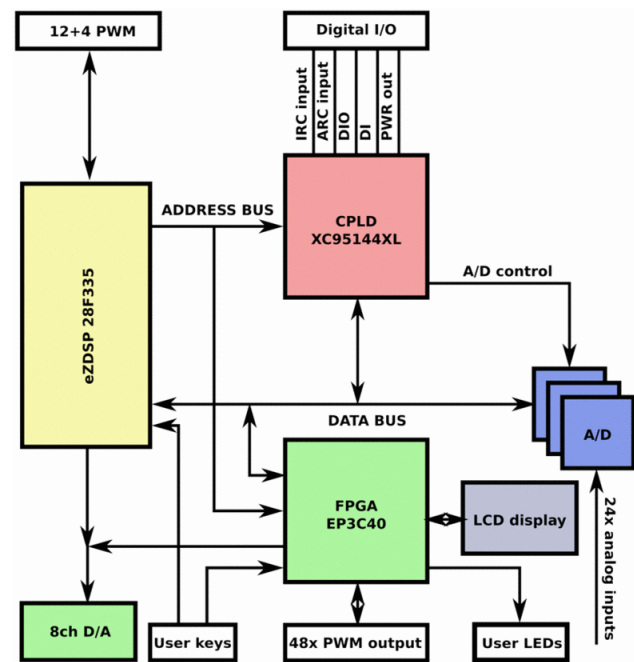 12+4 PWM
Digital I/O
IRC input
ARC input
DIO
DI
PWR out
ADDRESS BUS
CPLD
XC95144XL
A/D control
eZDSP 28F335
DATA BUS
A/D
FPGA
EP3C40
LCD display
24x analog inputs
8ch D/A
User keys
48x PWM output
User LEDs